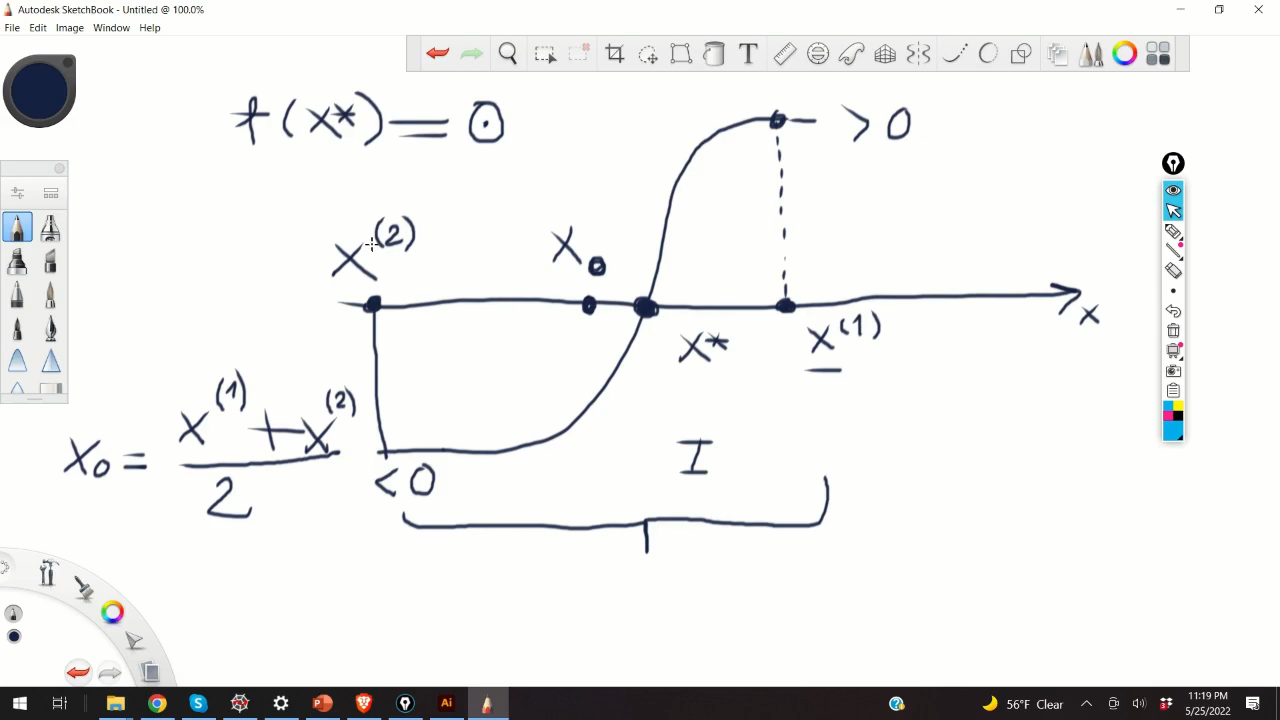 Autodesk SketchBook - Untitled @ 100.0%
File Edit Image Window Help
f(x*) = 0
> 0
x^(2)
x_0
x
x*
x^(1)
x_0 = (x^(1) + x^(2)) / 2
I
< 0
56°F Clear
11:19 PM
5/25/2022